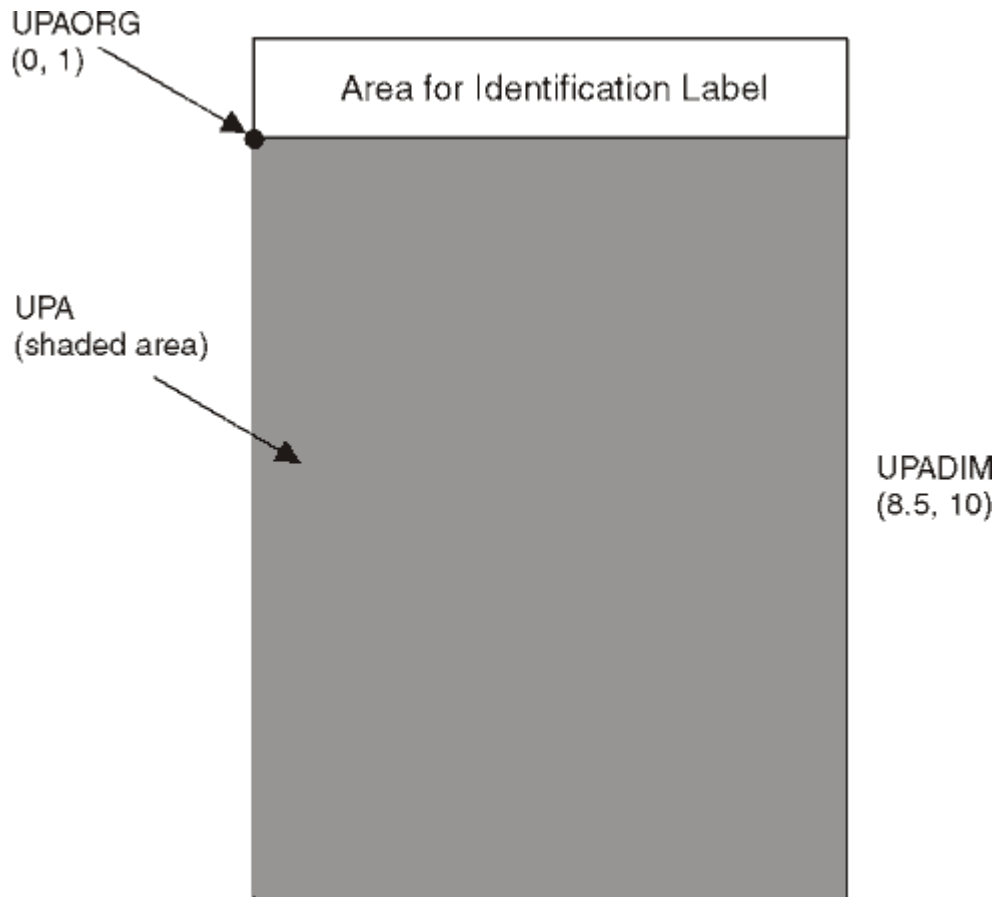 UPAORG
(0, 1)
Area for Identification Label
UPA
(shaded area)
UPADIM
(8.5, 10)